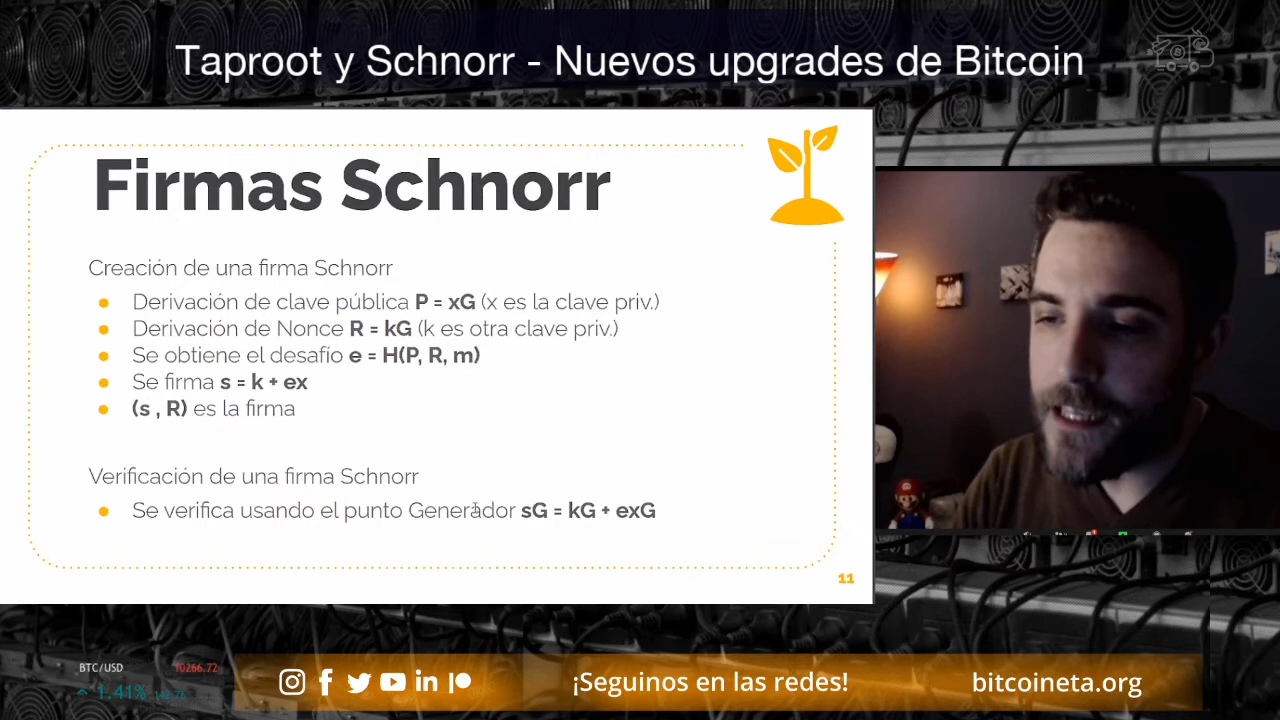 Taproot y Schnorr - Nuevos upgrades de Bitcoin
Firmas Schnorr
Creación de una firma Schnorr
● Derivación de clave pública P = xG (x es la clave priv.)
● Derivación de Nonce R = kG (k es otra clave priv.)
● Se obtiene el desafío e = H(P, R, m)
● Se firma s = k + ex
● (s , R) es la firma
Verificación de una firma Schnorr
● Se verifica usando el punto Generador sG = kG + exG
11
BTC/USD 10266.72
1.41% 142.76
¡Seguinos en las redes!
bitcoineta.org